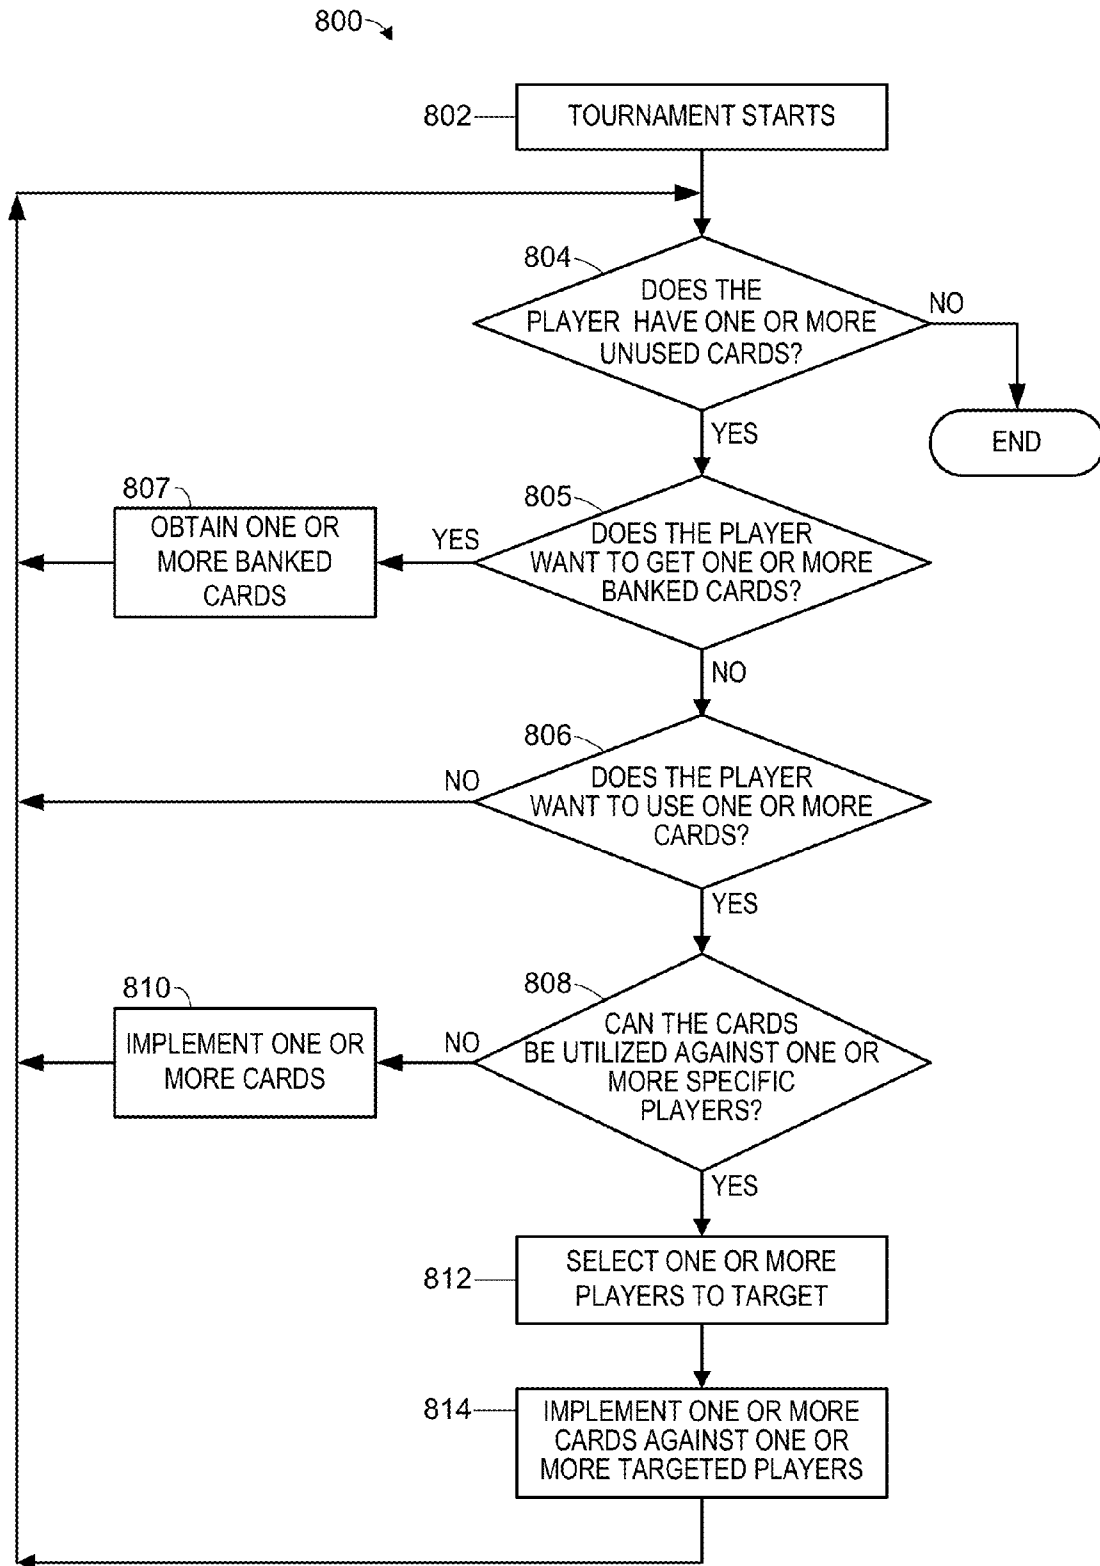 800
802
TOURNAMENT STARTS
804
DOES THE
PLAYER HAVE ONE OR MORE
UNUSED CARDS?
NO
END
YES
805
DOES THE PLAYER
WANT TO GET ONE OR MORE
BANKED CARDS?
YES
807
OBTAIN ONE OR
MORE BANKED
CARDS
NO
806
DOES THE PLAYER
WANT TO USE ONE OR MORE
CARDS?
NO
YES
808
CAN THE CARDS
BE UTILIZED AGAINST ONE OR
MORE SPECIFIC
PLAYERS?
NO
810
IMPLEMENT ONE OR
MORE CARDS
YES
812
SELECT ONE OR MORE
PLAYERS TO TARGET
814
IMPLEMENT ONE OR MORE
CARDS AGAINST ONE OR
MORE TARGETED PLAYERS